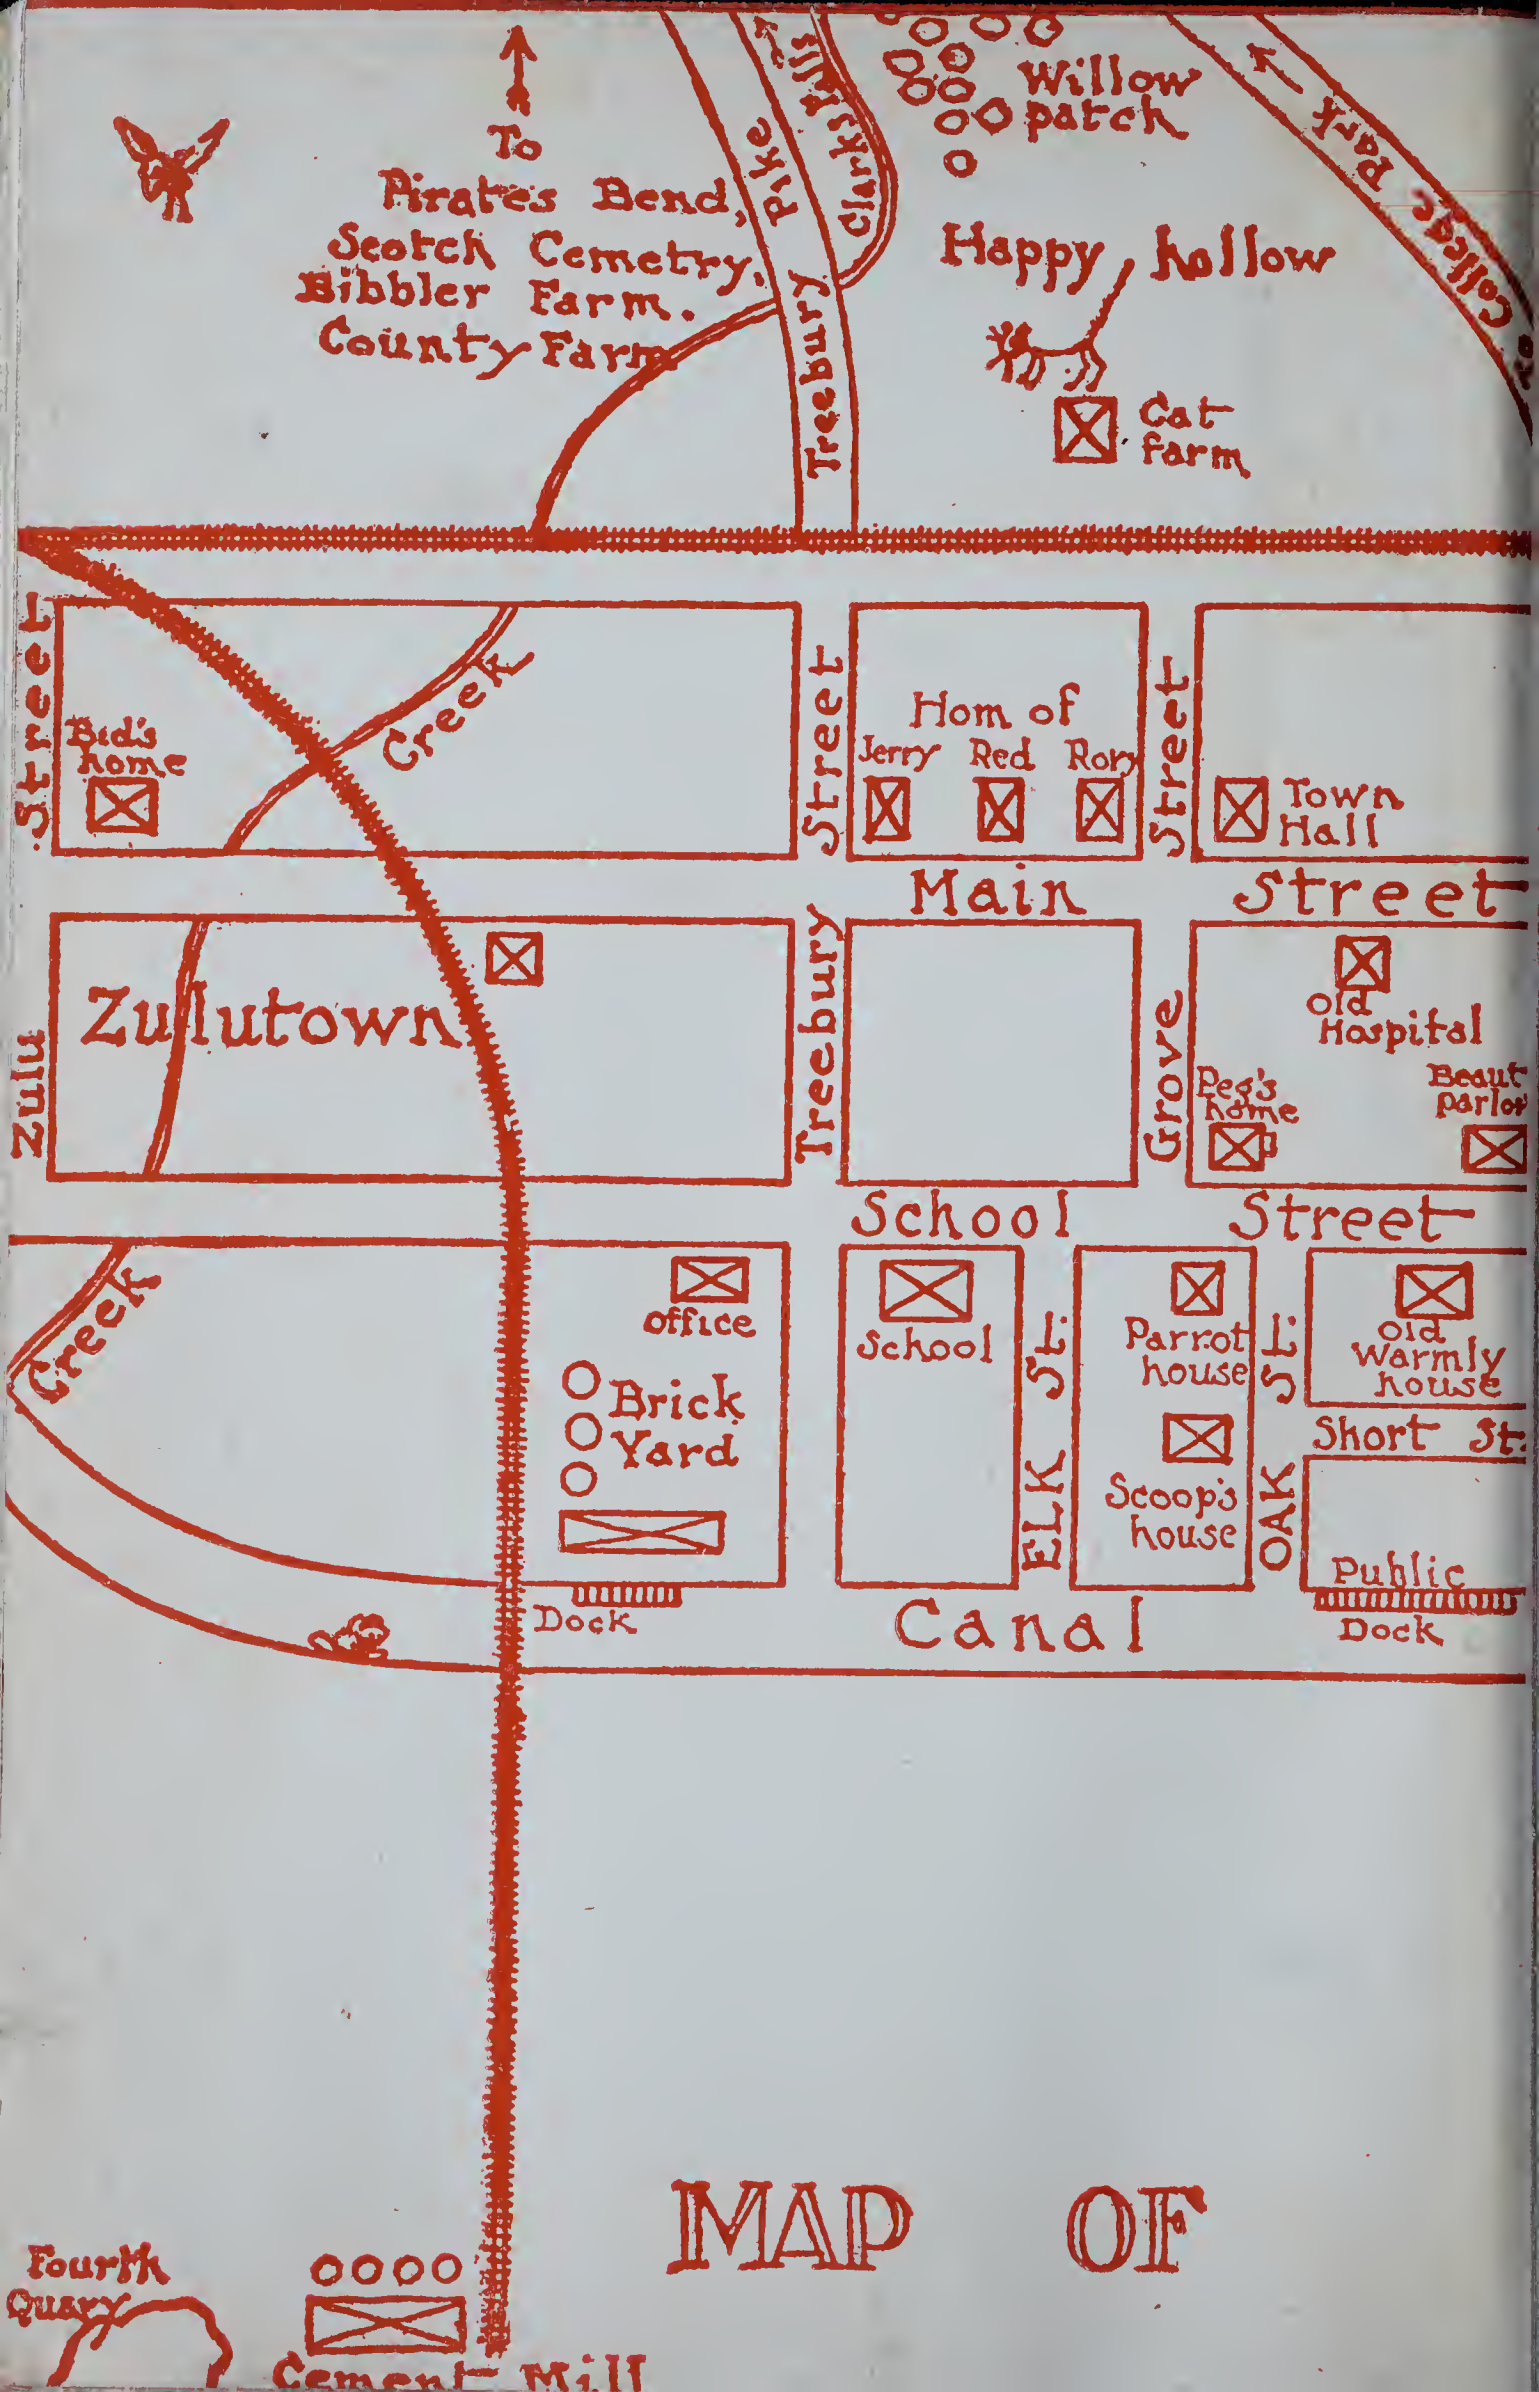 To
Pirates Bend,
Scotch Cemetry,
Bibbler Farm.
County Farm
Treebury Pike
Clarks Falls
Willow
patch
College Park
Happy hollow
Cat
farm
Street
Bid's
home
Creek
Street
Hom of
Jerry Red Rory
Street
Town
Hall
Main Street
Zulu
Zulutown
Treebury
Grove
Old
Hospital
Peg's
home
Beaut
parlor
School Street
Creek
Office
Brick
Yard
Dock
School
ELK St.
Parrot
house
Scoop's
house
OAK St.
Old
Warmly
house
Short St.
Public
Dock
Canal
MAP OF
Fourth
Quary
Cement Mill